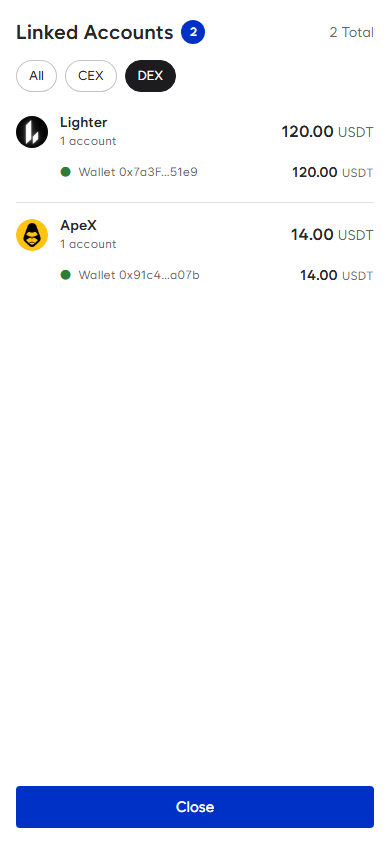 Linked Accounts 2 2 Total
All CEX DEX
Lighter
1 account
120.00 USDT
Wallet 0x7a3F...51e9 120.00 USDT
ApeX
1 account
14.00 USDT
Wallet 0x91c4...a07b 14.00 USDT
Close